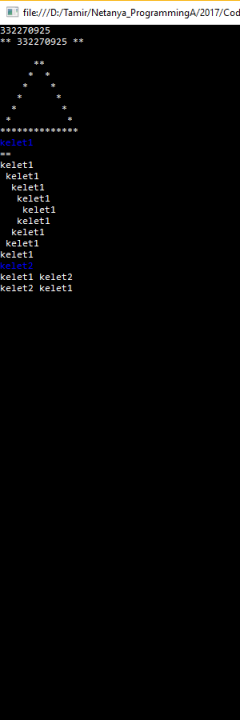 file:///D:/Tamir/Netanya_ProgrammingA/2017/Cod
332270925
** 332270925 **
**
*  *
*    *
*      *
*        *
*          *
**************
kelet1
==
kelet1
kelet1
kelet1
kelet1
kelet1
kelet1
kelet1
kelet1
kelet1
kelet2
kelet1 kelet2
kelet2 kelet1